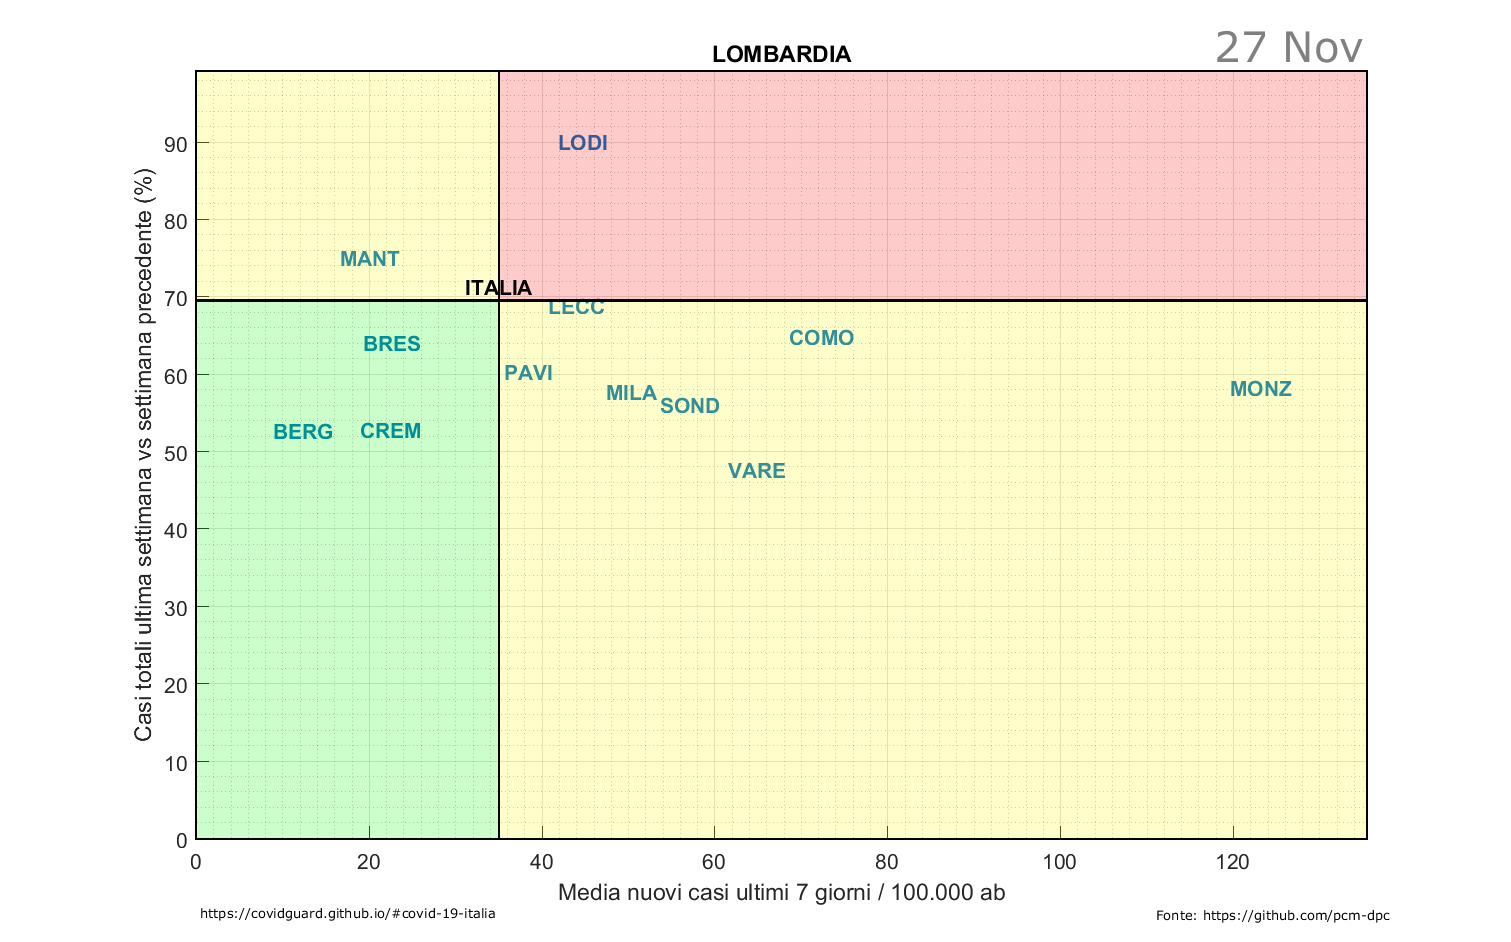 27 Nov
LOMBARDIA
Casi totali ultima settimana vs settimana precedente (%)
90
80
70
60
50
40
30
20
10
0
LODI
MANT
ITALIA
LECC
BRES
COMO
PAVI
MILA
MONZ
SOND
BERG
CREM
VARE
0 20 40 60 80 100 120
Media nuovi casi ultimi 7 giorni / 100.000 ab
https://covidguard.github.io/#covid-19-italia
Fonte: https://github.com/pcm-dpc